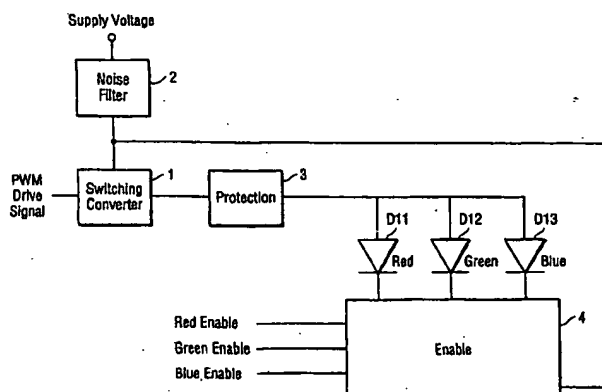 Supply Voltage
Noise
Filter
2
PWM
Drive
Signal
Switching
Converter
1
Protection
3
D11
D12
D13
Red
Green
Blue
Red Enable
Green Enable
Blue Enable
Enable
4